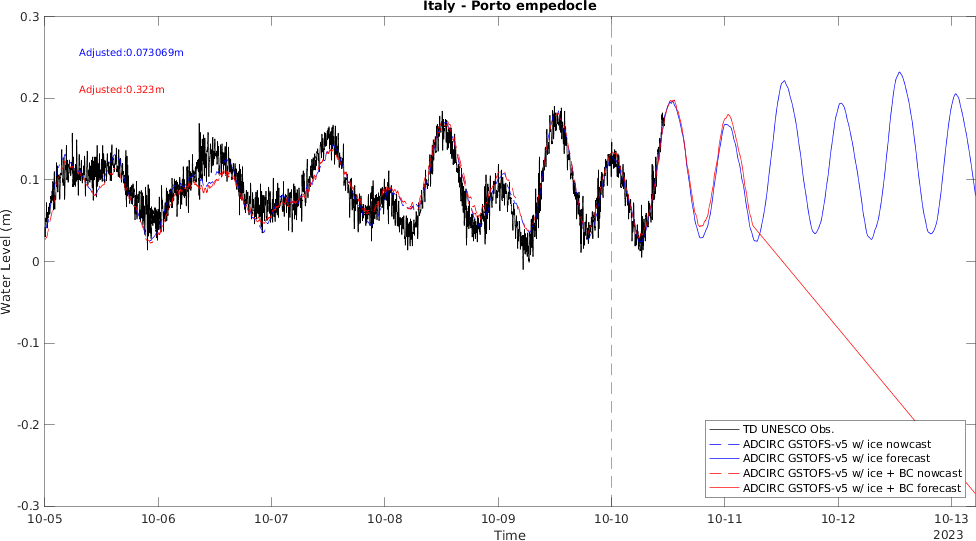 Italy - Porto empedocle
Adjusted:0.073069m
Adjusted:0.323m
Water Level (m)
0.3
0.2
0.1
0
-0.1
-0.2
-0.3
TD UNESCO Obs.
ADCIRC GSTOFS-v5 w/ ice nowcast
ADCIRC GSTOFS-v5 w/ ice forecast
ADCIRC GSTOFS-v5 w/ ice + BC nowcast
ADCIRC GSTOFS-v5 w/ ice + BC forecast
10-05 10-06 10-07 10-08 10-09 10-10 10-11 10-12 10-13
2023
Time